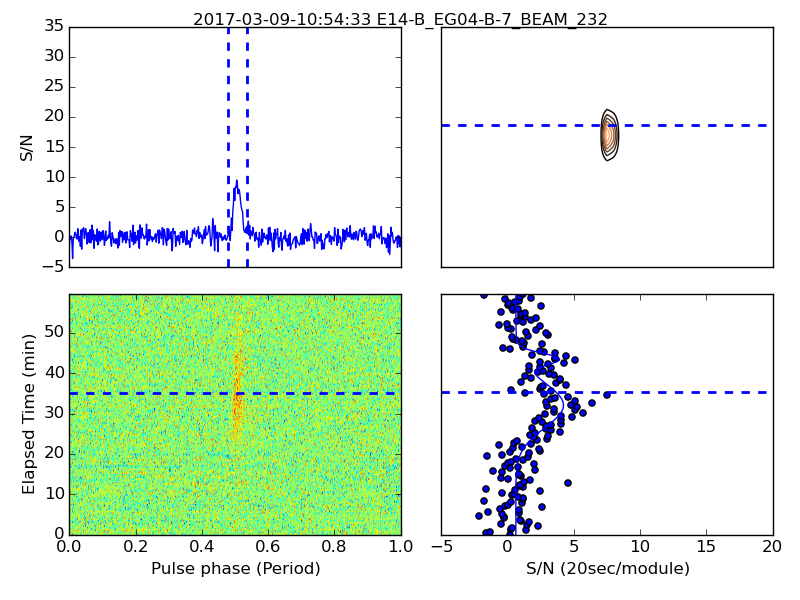 2017-03-09-10:54:33 E14-B_EG04-B-7_BEAM_232
35
30
25
20
15
10
5
0
−5
S/N
50
40
30
20
10
0
Elapsed Time (min)
0.0 0.2 0.4 0.6 0.8 1.0
Pulse phase (Period)
−5 0 5 10 15 20
S/N (20sec/module)